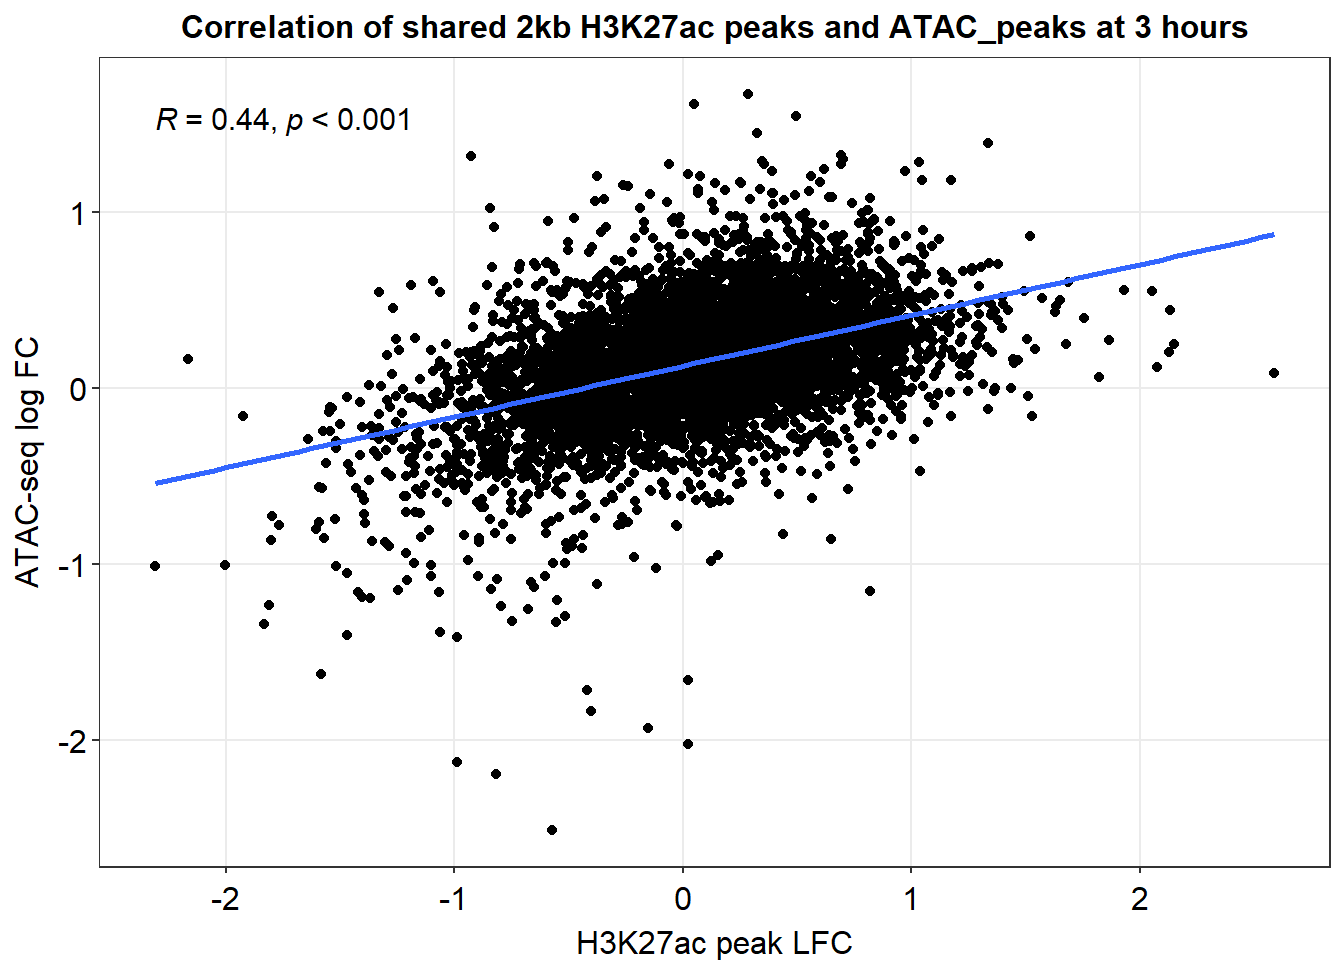 Correlation of shared 2kb H3K27ac peaks and ATAC_peaks at 3 hours
R = 0.44, p < 0.001
ATAC-seq log FC
1
0
-1
-2
-2
-1
0
1
2
H3K27ac peak LFC